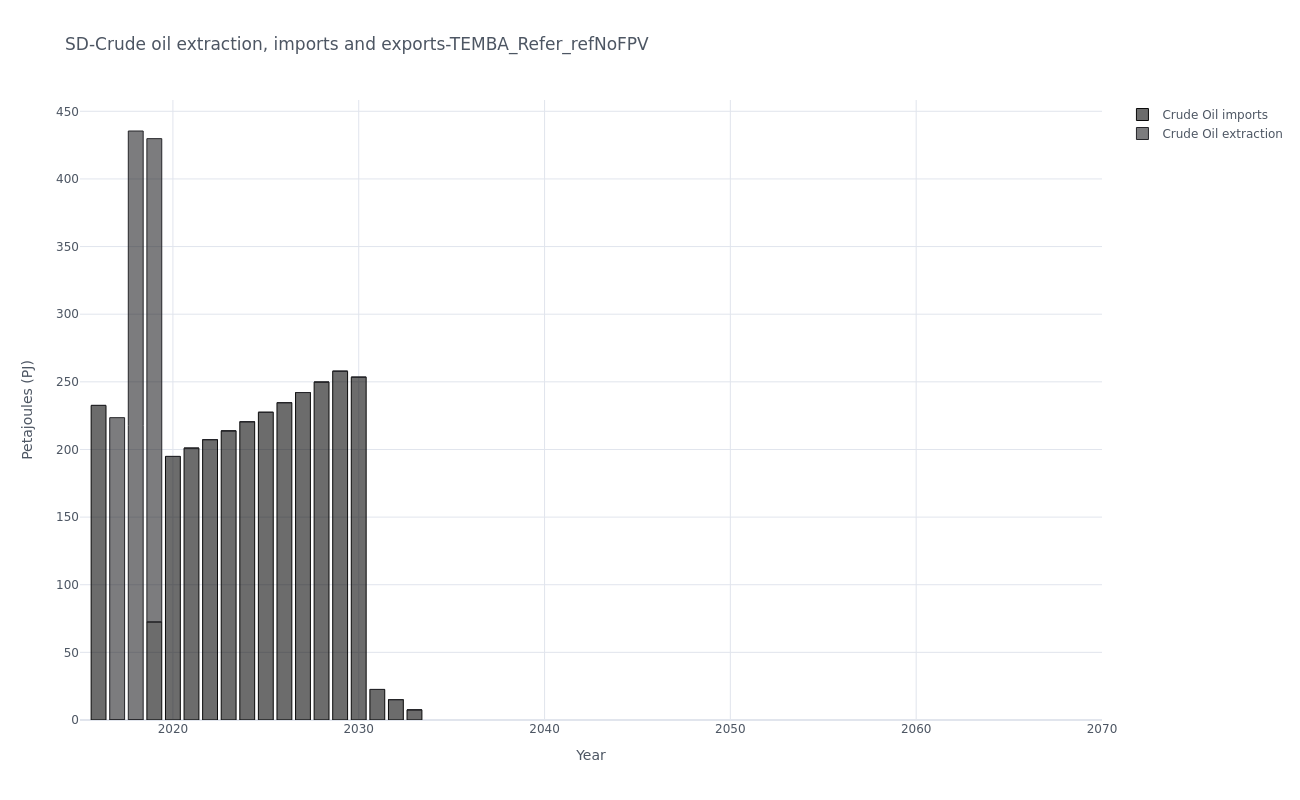 SD-Crude oil extraction, imports and exports-TEMBA_Refer_refNoFPV
Crude Oil imports
Crude Oil extraction
Petajoules (PJ)
450
400
350
300
250
200
150
100
50
0
2020 2030 2040 2050 2060 2070
Year